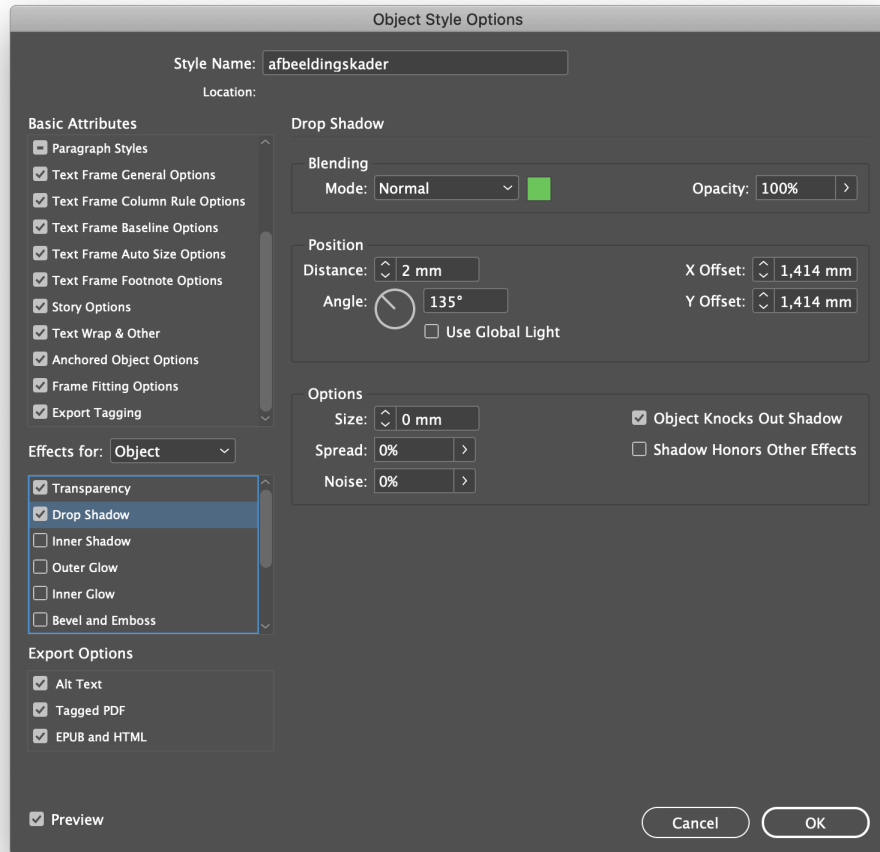 Object Style Options
Style Name: afbeeldingskader
Location:
Basic Attributes
Paragraph Styles
Text Frame General Options
Text Frame Column Rule Options
Text Frame Baseline Options
Text Frame Auto Size Options
Text Frame Footnote Options
Story Options
Text Wrap & Other
Anchored Object Options
Frame Fitting Options
Export Tagging
Effects for: Object
Transparency
Drop Shadow
Inner Shadow
Outer Glow
Inner Glow
Bevel and Emboss
Export Options
Alt Text
Tagged PDF
EPUB and HTML
Preview
Drop Shadow
Blending
Mode: Normal Opacity: 100%
Position
Distance: 2 mm X Offset: 1,414 mm
Angle: 135° Y Offset: 1,414 mm
Use Global Light
Options
Size: 0 mm Object Knocks Out Shadow
Spread: 0% Shadow Honors Other Effects
Noise: 0%
Cancel OK